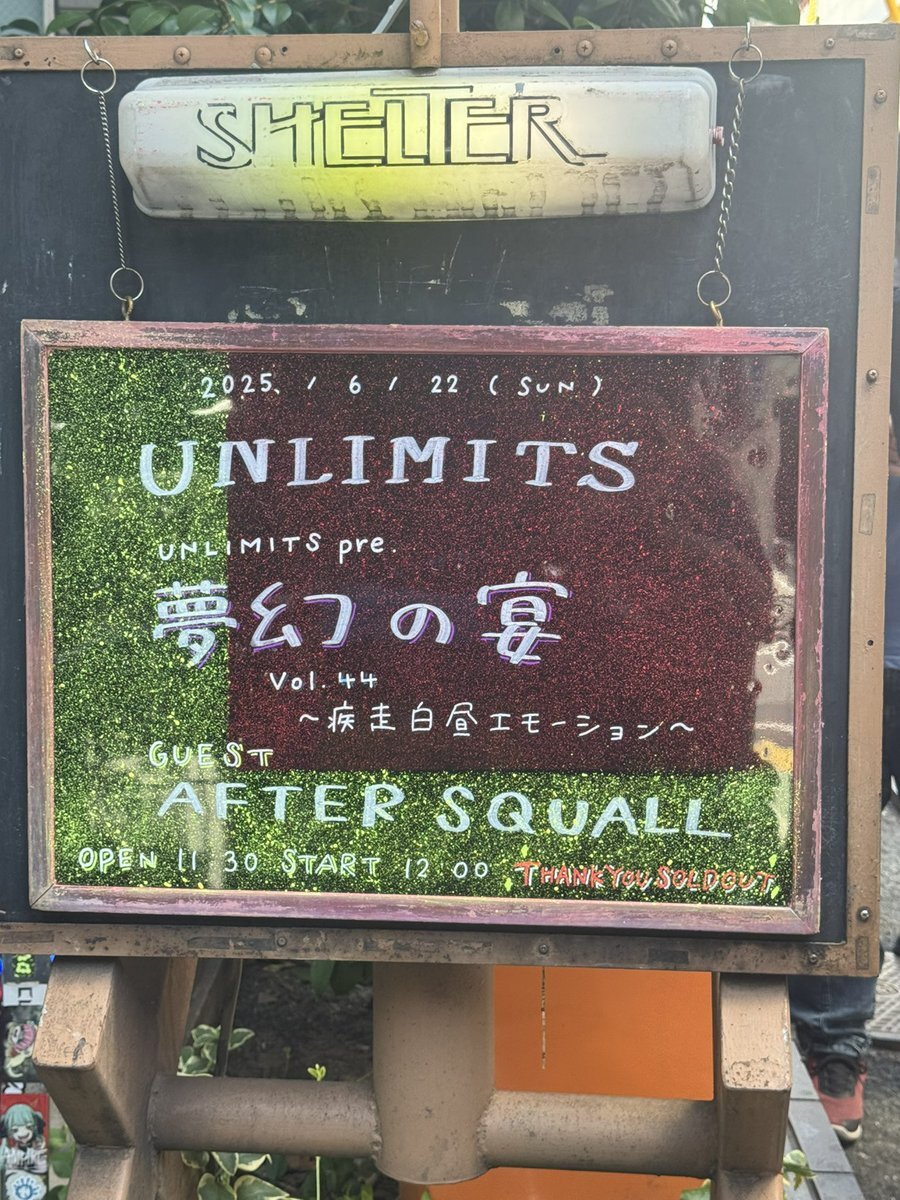 SHELTER
2025. / 6 / 22 (SUN)
UNLIMITS
UNLIMITS pre.
夢幻の宴
Vol.44
～疾走白昼エモーション～
GUEST
AFTER SQUALL
OPEN 11 30 START 12 00 THANK YOU SOLD OUT